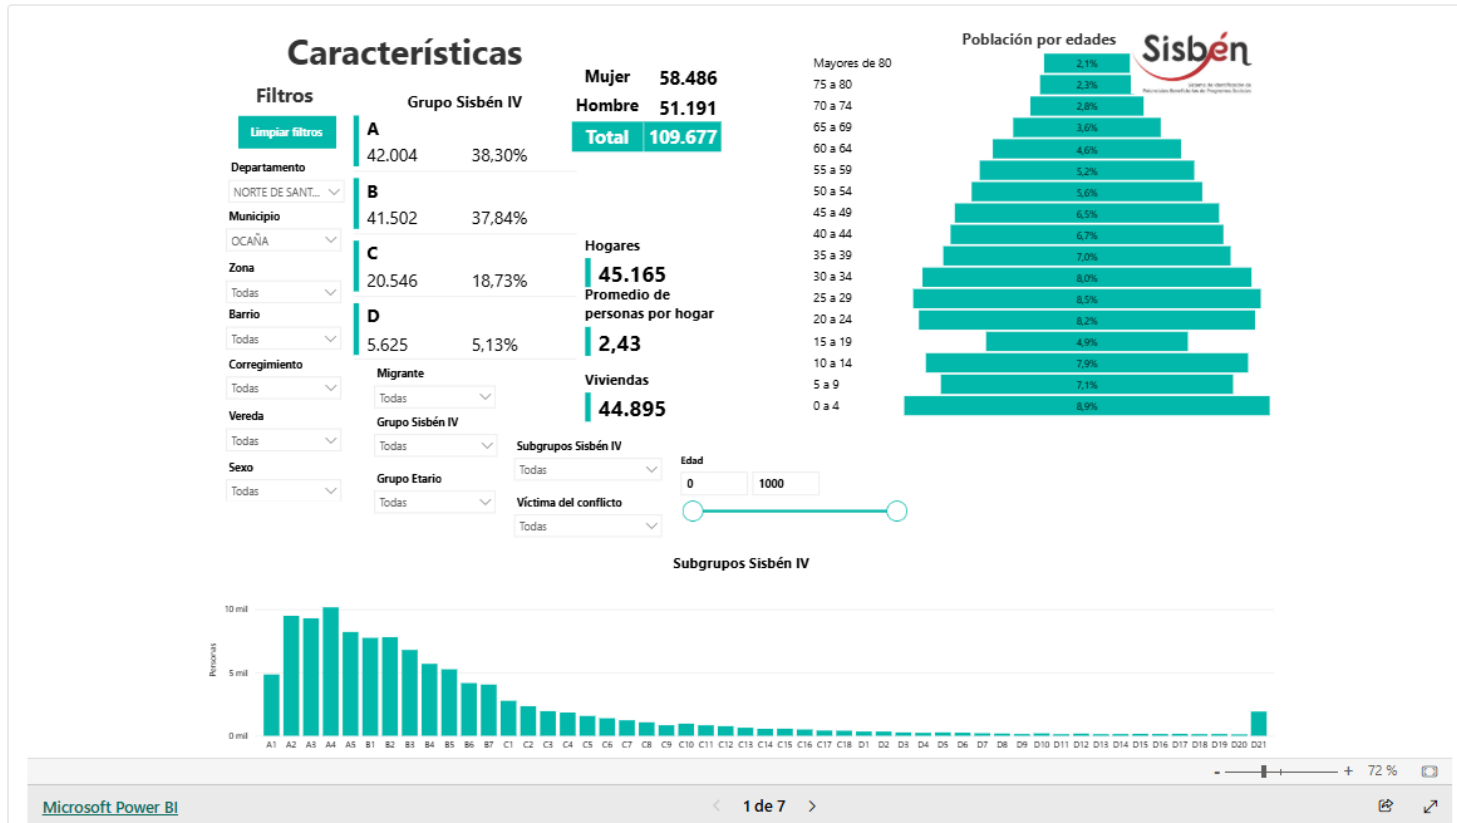 Características
Filtros
Limpiar filtros
Departamento
NORTE DE SANT...
Municipio
OCAÑA
Zona
Todas
Barrio
Todas
Corregimiento
Todas
Vereda
Todas
Sexo
Todas
Grupo Sisbén IV
A
42.004 38,30%
B
41.502 37,84%
C
20.546 18,73%
D
5.625 5,13%
Migrante
Todas
Grupo Sisbén IV
Todas
Grupo Etario
Todas
Mujer 58.486
Hombre 51.191
Total 109.677
Hogares
45.165
Promedio de
personas por hogar
2,43
Viviendas
44.895
Subgrupos Sisbén IV
Todas
Víctima del conflicto
Todas
Edad
0 1000
Población por edades
Sisbén
Mayores de 80 2,1%
75 a 80 2,3%
70 a 74 2,8%
65 a 69 3,6%
60 a 64 4,6%
55 a 59 5,2%
50 a 54 5,6%
45 a 49 6,5%
40 a 44 6,7%
35 a 39 7,0%
30 a 34 8,0%
25 a 29 8,5%
20 a 24 8,2%
15 a 19 4,9%
10 a 14 7,9%
5 a 9 7,1%
0 a 4 8,9%
Subgrupos Sisbén IV
Personas
10 mil
5 mil
0 mil
A1 A2 A3 A4 A5 B1 B2 B3 B4 B5 B6 B7 C1 C2 C3 C4 C5 C6 C7 C8 C9 C10 C11 C12 C13 C14 C15 C16 C17 C18 D1 D2 D3 D4 D5 D6 D7 D8 D9 D10 D11 D12 D13 D14 D15 D16 D17 D18 D19 D20 D21
- + 72 %
Microsoft Power BI
1 de 7